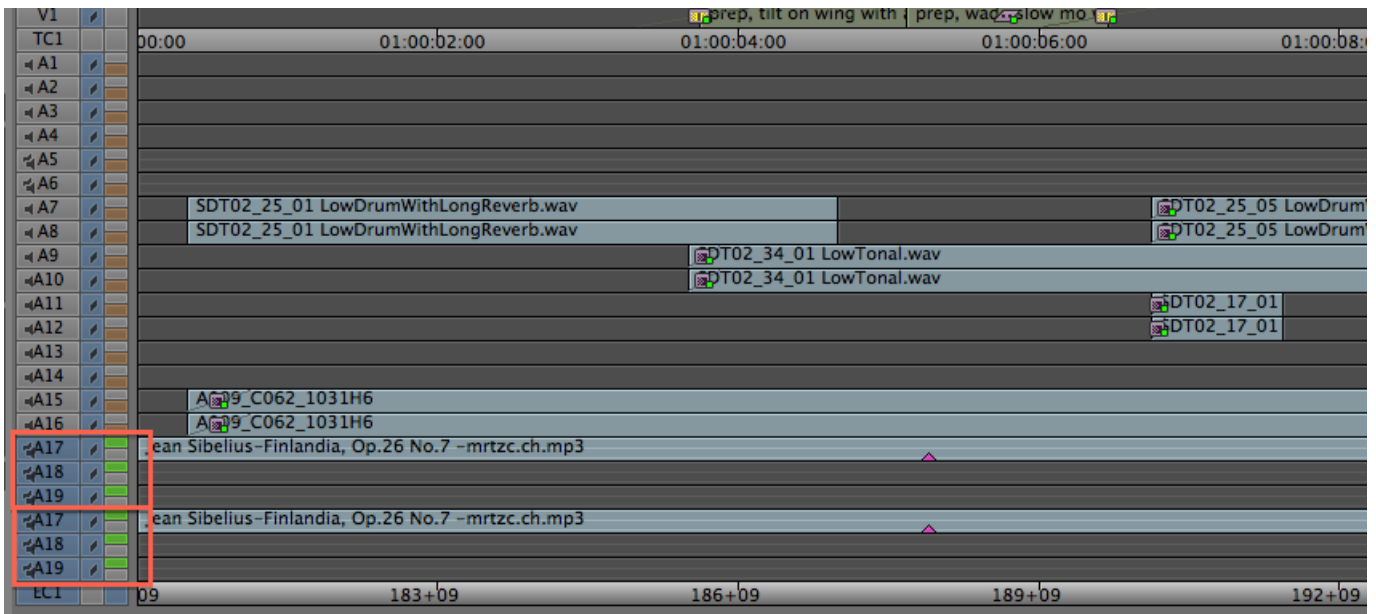 V1 prep, tilt on wing with prep, wad slow mo
TC1 00:00 01:00:02:00 01:00:04:00 01:00:06:00 01:00:08:
A1
A2
A3
A4
A5
A6
A7 SDT02_25_01 LowDrumWithLongReverb.wav DT02_25_05 LowDrum
A8 SDT02_25_01 LowDrumWithLongReverb.wav DT02_25_05 LowDrum
A9 DT02_34_01 LowTonal.wav
A10 DT02_34_01 LowTonal.wav
A11 DT02_17_01
A12 DT02_17_01
A13
A14
A15 A 9_C062_1031H6
A16 A 9_C062_1031H6
A17 ean Sibelius-Finlandia, Op.26 No.7 -mrtzc.ch.mp3
A18
A19
A17 ean Sibelius-Finlandia, Op.26 No.7 -mrtzc.ch.mp3
A18
A19
EC1 09 183+09 186+09 189+09 192+09